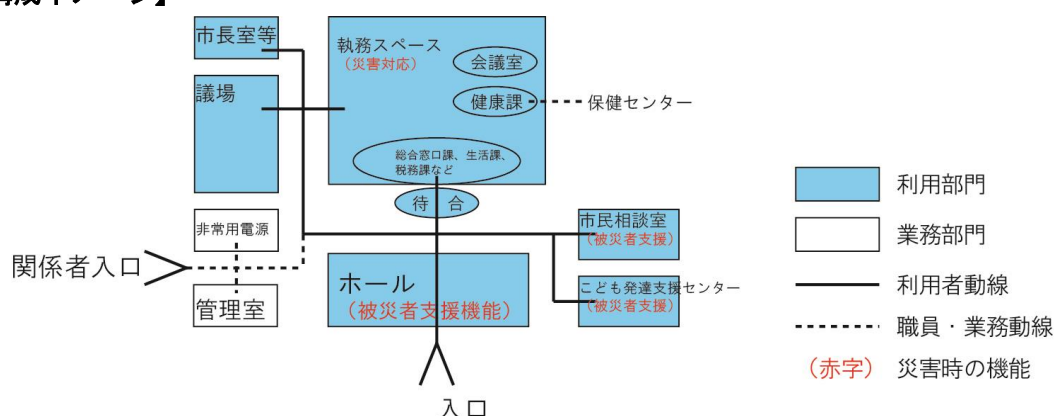 市長室等
議場
執務スペース
（災害対応）
会議室
健康課
保健センター
総合窓口課、生活課、
税務課など
待 合
非常用電源
関係者入口
管理室
ホール
（被災者支援機能）
市民相談室
（被災者支援）
こども発達支援センター
（被災者支援）
入口
利用部門
業務部門
利用者動線
職員・業務動線
（赤字） 災害時の機能